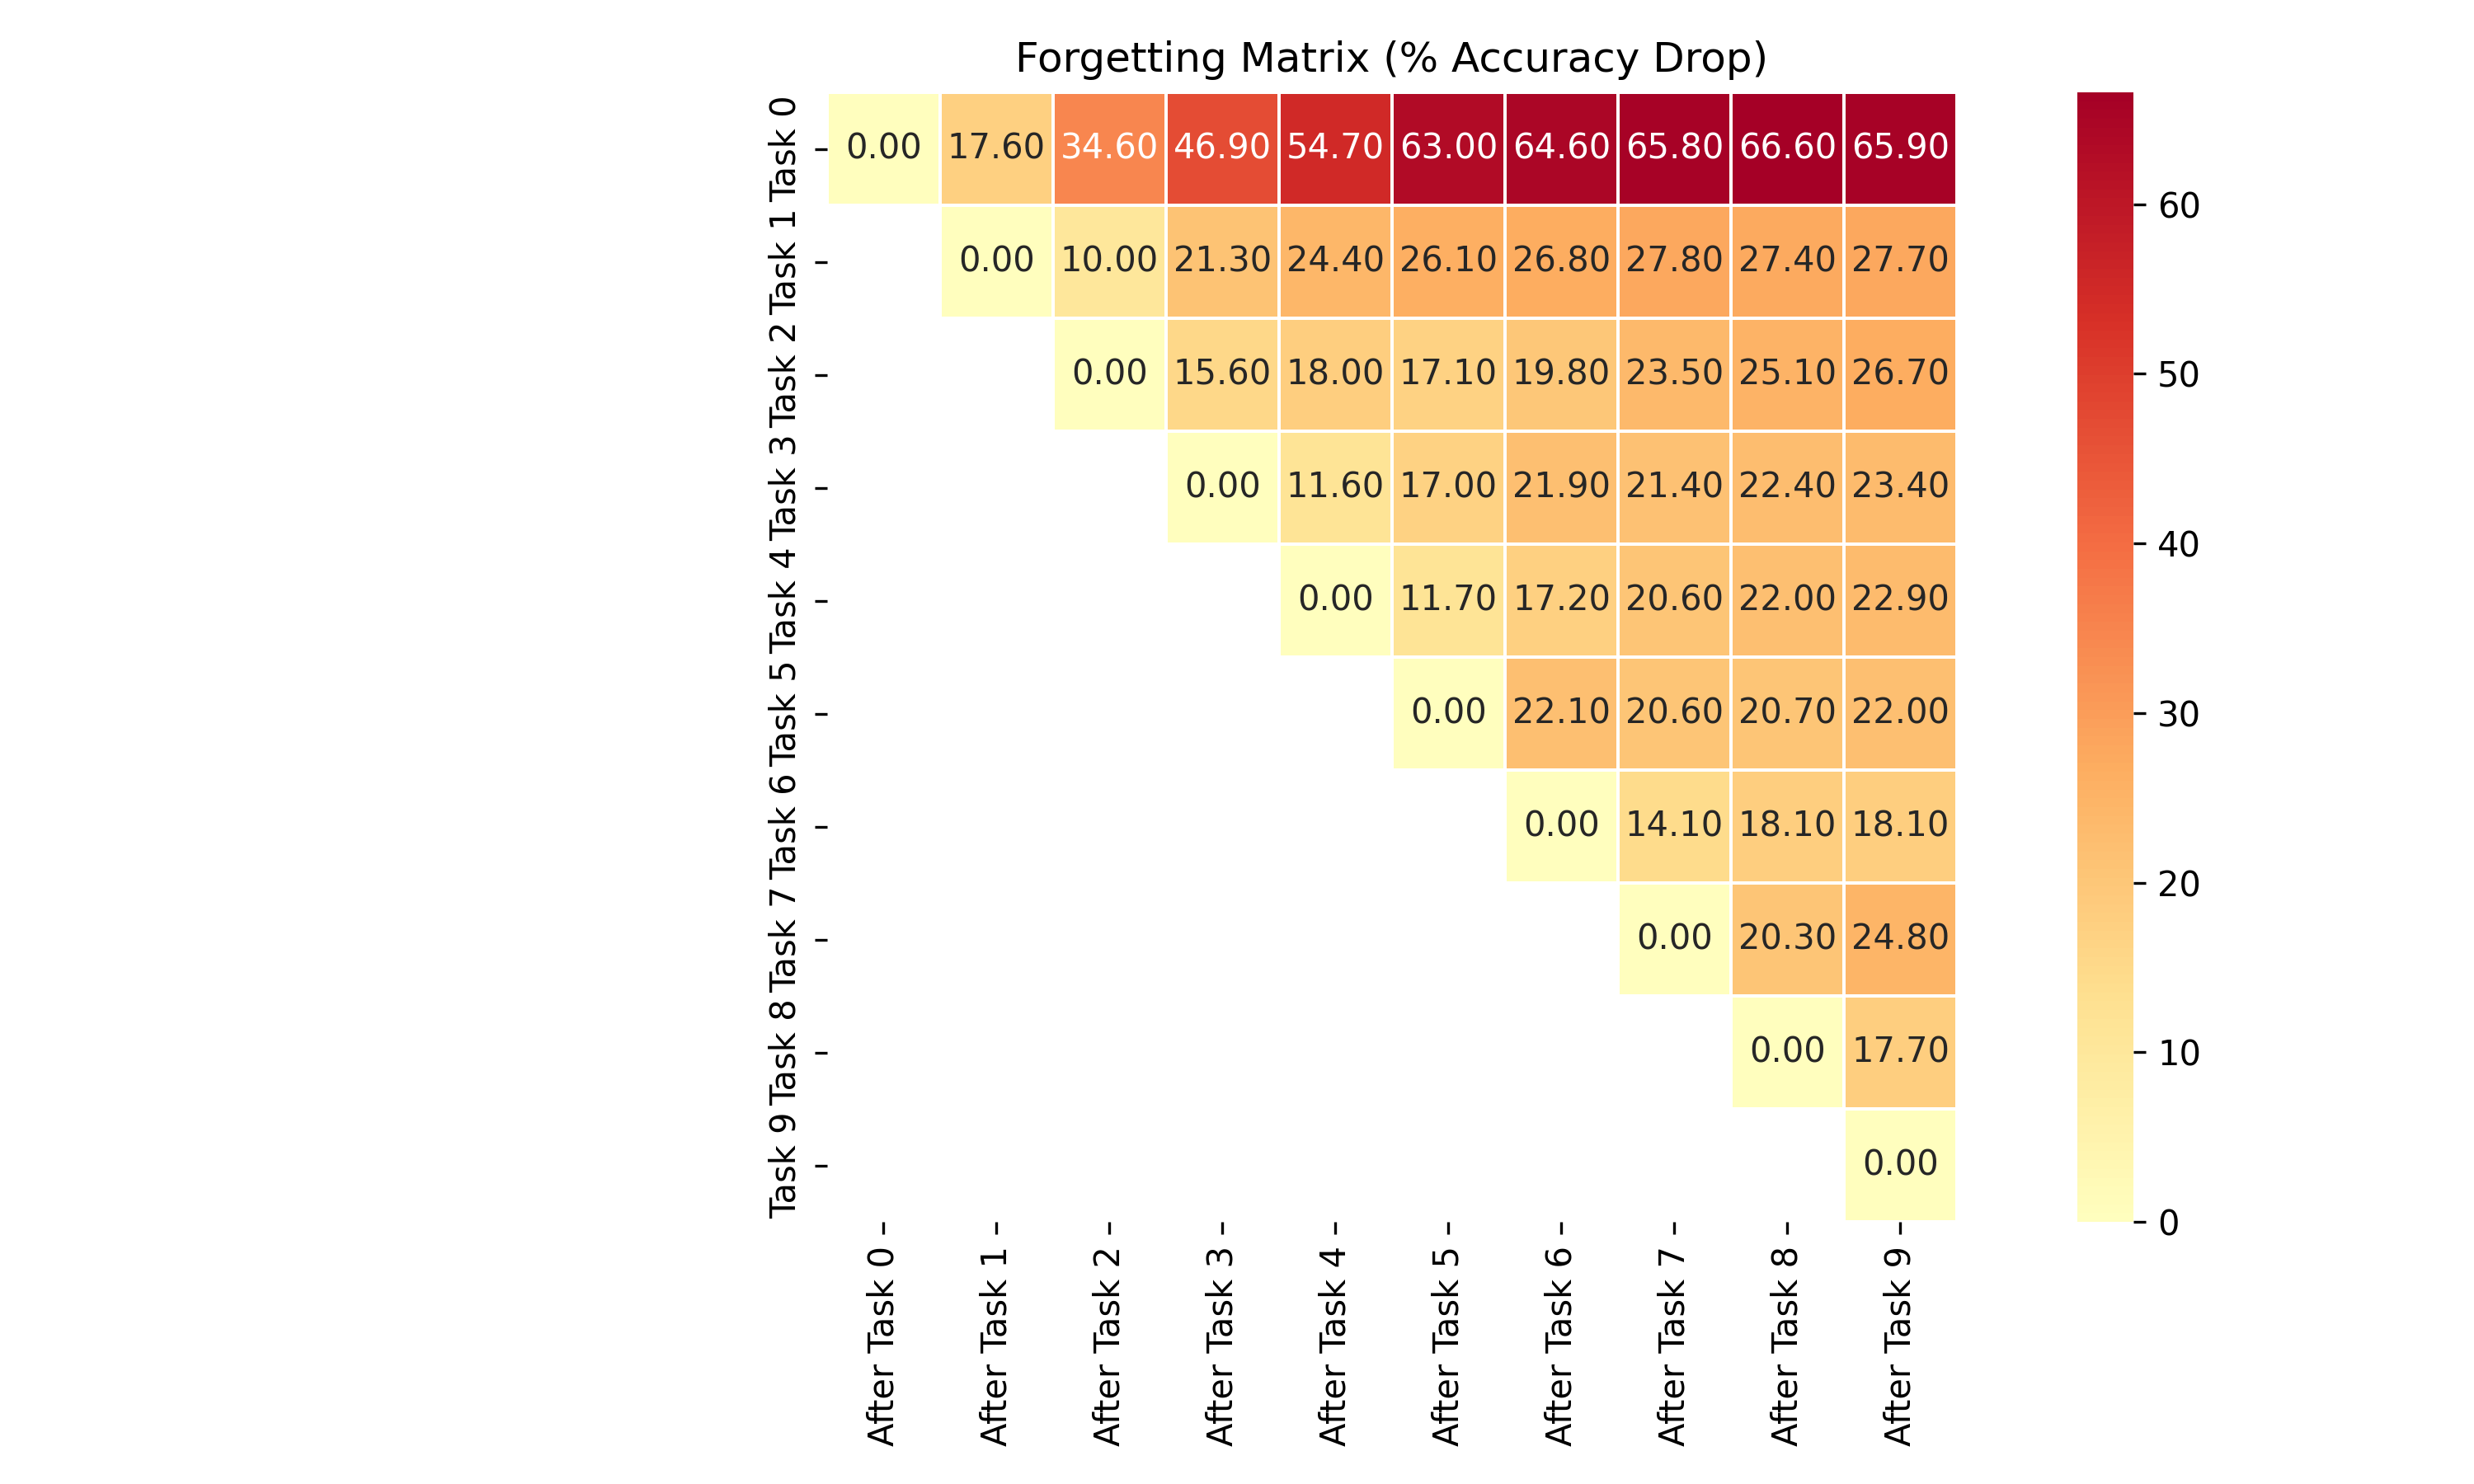 Forgetting Matrix (% Accuracy Drop)
Task 0
0.00 17.60 34.60 46.90 54.70 63.00 64.60 65.80 66.60 65.90
Task 1
0.00 10.00 21.30 24.40 26.10 26.80 27.80 27.40 27.70
Task 2
0.00 15.60 18.00 17.10 19.80 23.50 25.10 26.70
Task 3
0.00 11.60 17.00 21.90 21.40 22.40 23.40
Task 4
0.00 11.70 17.20 20.60 22.00 22.90
Task 5
0.00 22.10 20.60 20.70 22.00
Task 6
0.00 14.10 18.10 18.10
Task 7
0.00 20.30 24.80
Task 8
0.00 17.70
Task 9
0.00
After Task 0
After Task 1
After Task 2
After Task 3
After Task 4
After Task 5
After Task 6
After Task 7
After Task 8
After Task 9
60
50
40
30
20
10
0